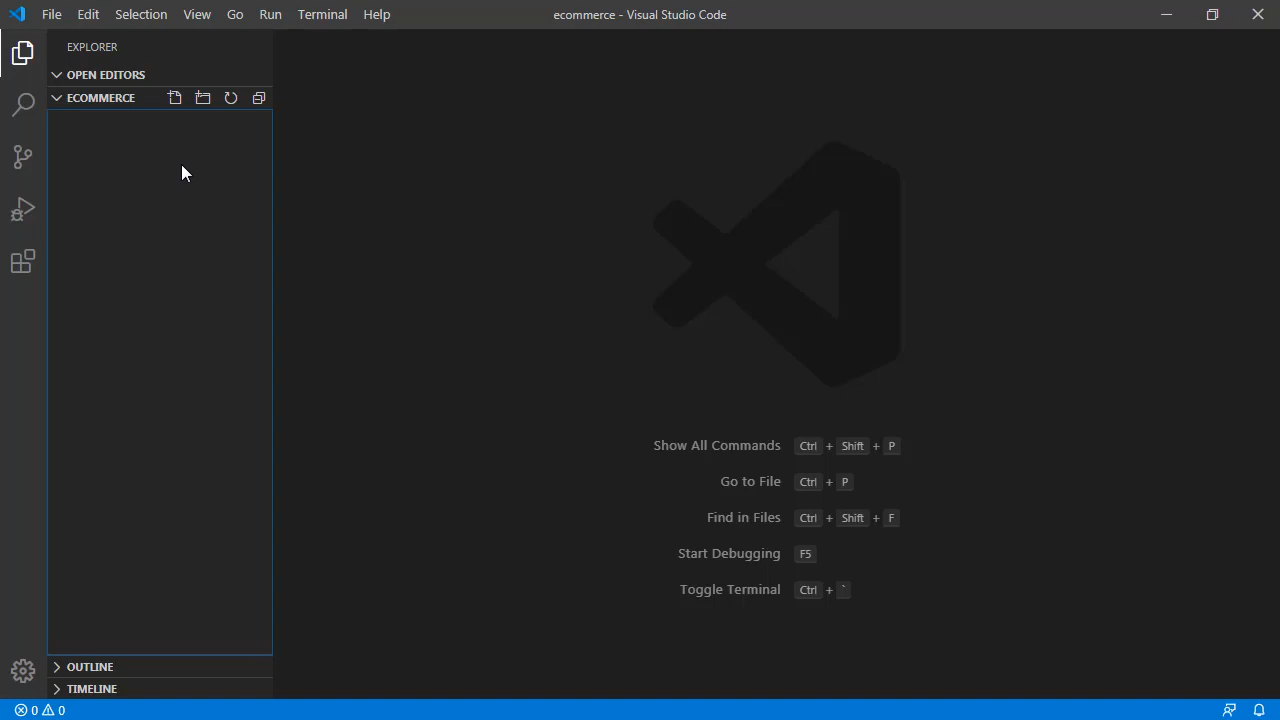 File Edit Selection View Go Run Terminal Help ecommerce - Visual Studio Code
EXPLORER
OPEN EDITORS
ECOMMERCE
Show All Commands Ctrl + Shift + P
Go to File Ctrl + P
Find in Files Ctrl + Shift + F
Start Debugging F5
Toggle Terminal Ctrl + `
OUTLINE
TIMELINE
0 0